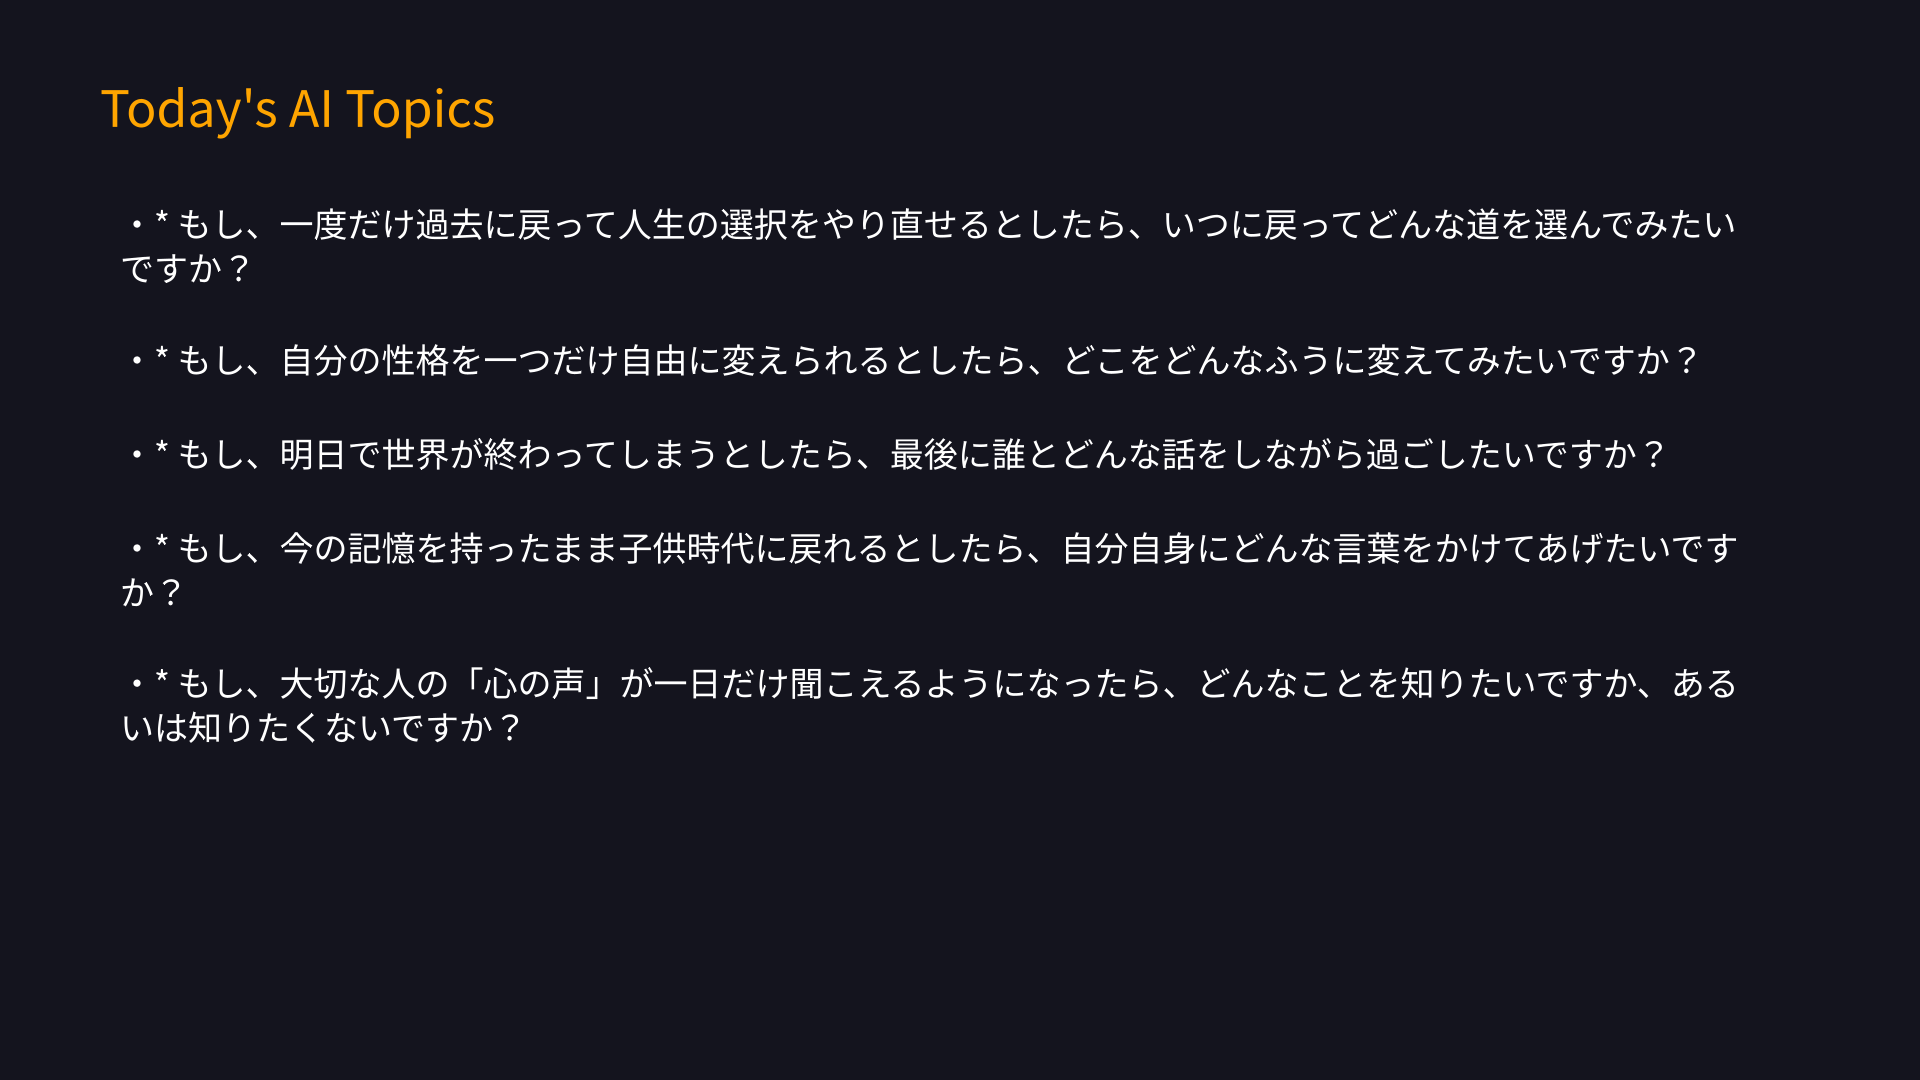 Today's AI Topics
・* もし、一度だけ過去に戻って人生の選択をやり直せるとしたら、いつに戻ってどんな道を選んでみたい
ですか？
・* もし、自分の性格を一つだけ自由に変えられるとしたら、どこをどんなふうに変えてみたいですか？
・* もし、明日で世界が終わってしまうとしたら、最後に誰とどんな話をしながら過ごしたいですか？
・* もし、今の記憶を持ったまま子供時代に戻れるとしたら、自分自身にどんな言葉をかけてあげたいです
か？
・* もし、大切な人の「心の声」が一日だけ聞こえるようになったら、どんなことを知りたいですか、ある
いは知りたくないですか？